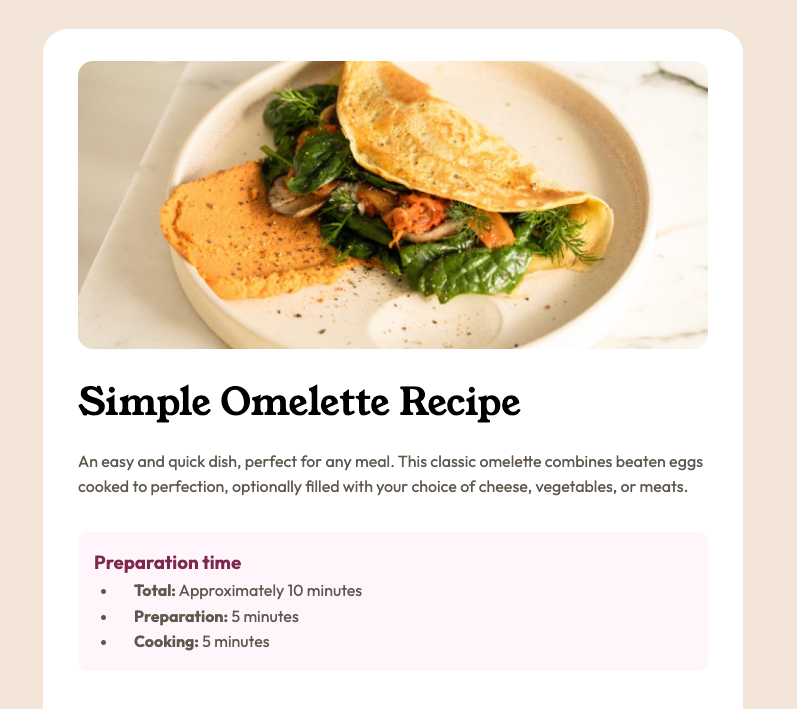 Simple Omelette Recipe
An easy and quick dish, perfect for any meal. This classic omelette combines beaten eggs
cooked to perfection, optionally filled with your choice of cheese, vegetables, or meats.
Preparation time
• Total: Approximately 10 minutes
• Preparation: 5 minutes
• Cooking: 5 minutes